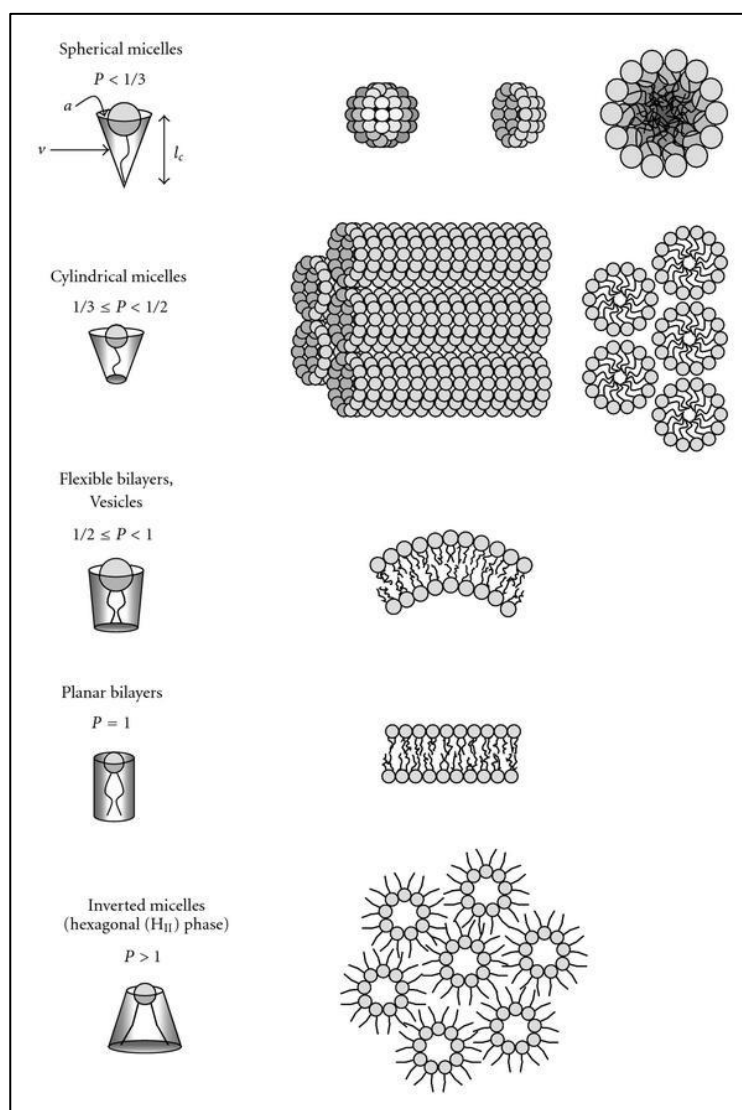 Spherical micelles
P < 1/3
a
v
l_c
Cylindrical micelles
1/3 ≤ P < 1/2
Flexible bilayers,
Vesicles
1/2 ≤ P < 1
Planar bilayers
P = 1
Inverted micelles
(hexagonal (H_II) phase)
P > 1